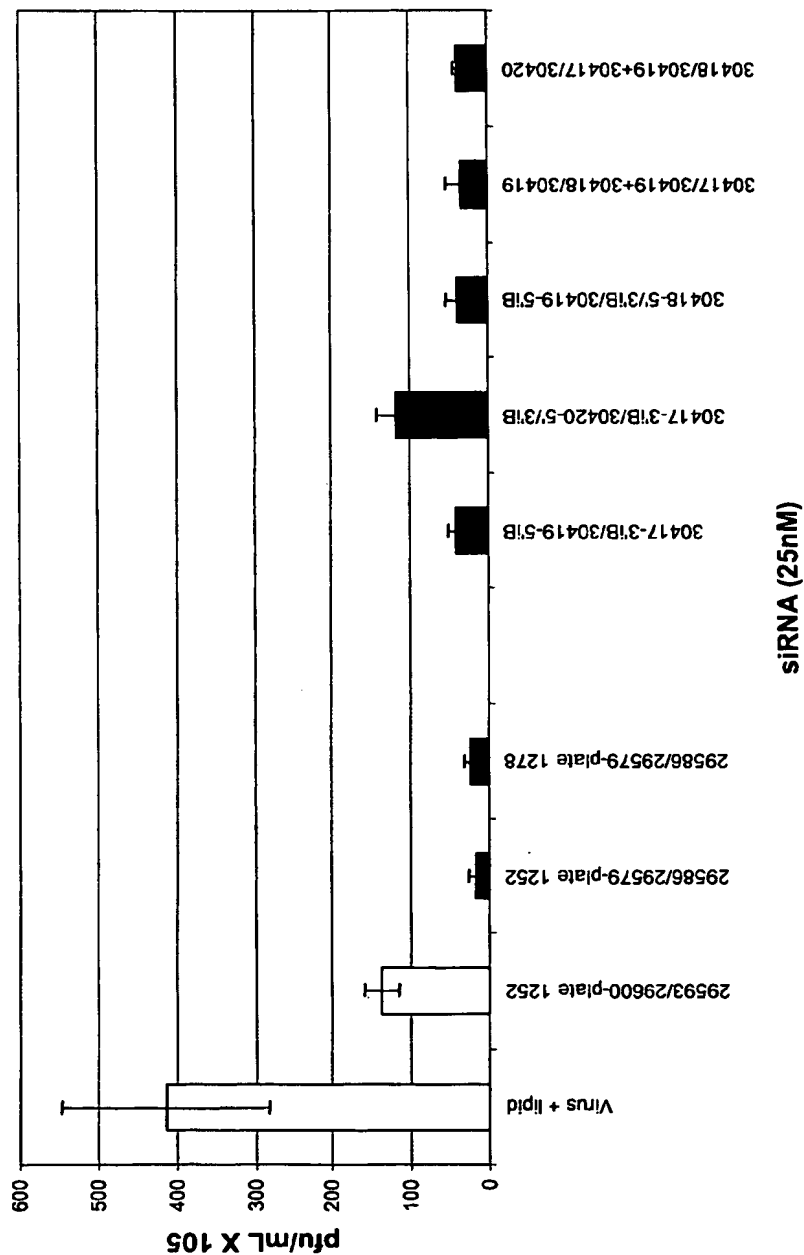 pfu/mL X 105
600
500
400
300
200
100
0
Virus + lipid
29593/29600-plate 1252
29586/29579-plate 1252
29586/29579-plate 1278
30417-3'iB/30419-5'iB
30417-3'iB/30420-5'/3'iB
30418-5'/3'iB/30419-5'iB
30417/30419+30418/30419
30418/30419+30417/30420
siRNA (25nM)